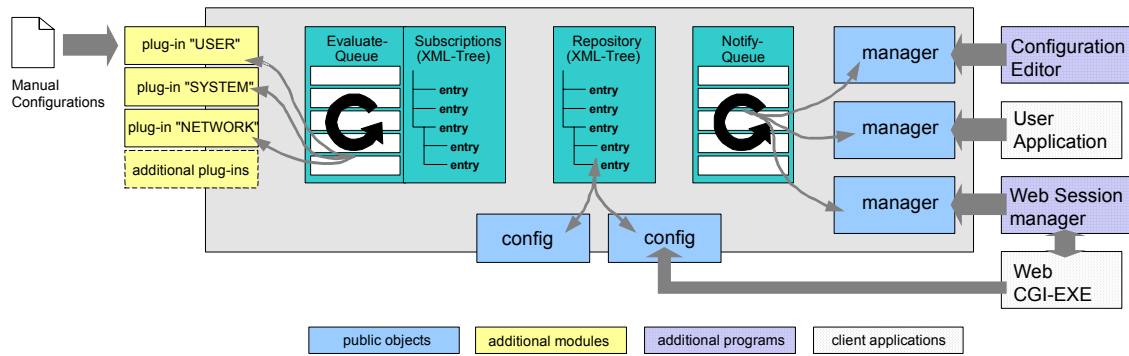 Manual
Configurations
plug-in "USER"
plug-in "SYSTEM"
plug-in "NETWORK"
additional plug-ins
Evaluate-
Queue
Subscriptions
(XML-Tree)
entry
entry
entry
entry
entry
Repository
(XML-Tree)
entry
entry
entry
entry
entry
Notify-
Queue
manager
manager
manager
Configuration
Editor
User
Application
Web Session
manager
Web
CGI-EXE
config
config
public objects
additional modules
additional programs
client applications